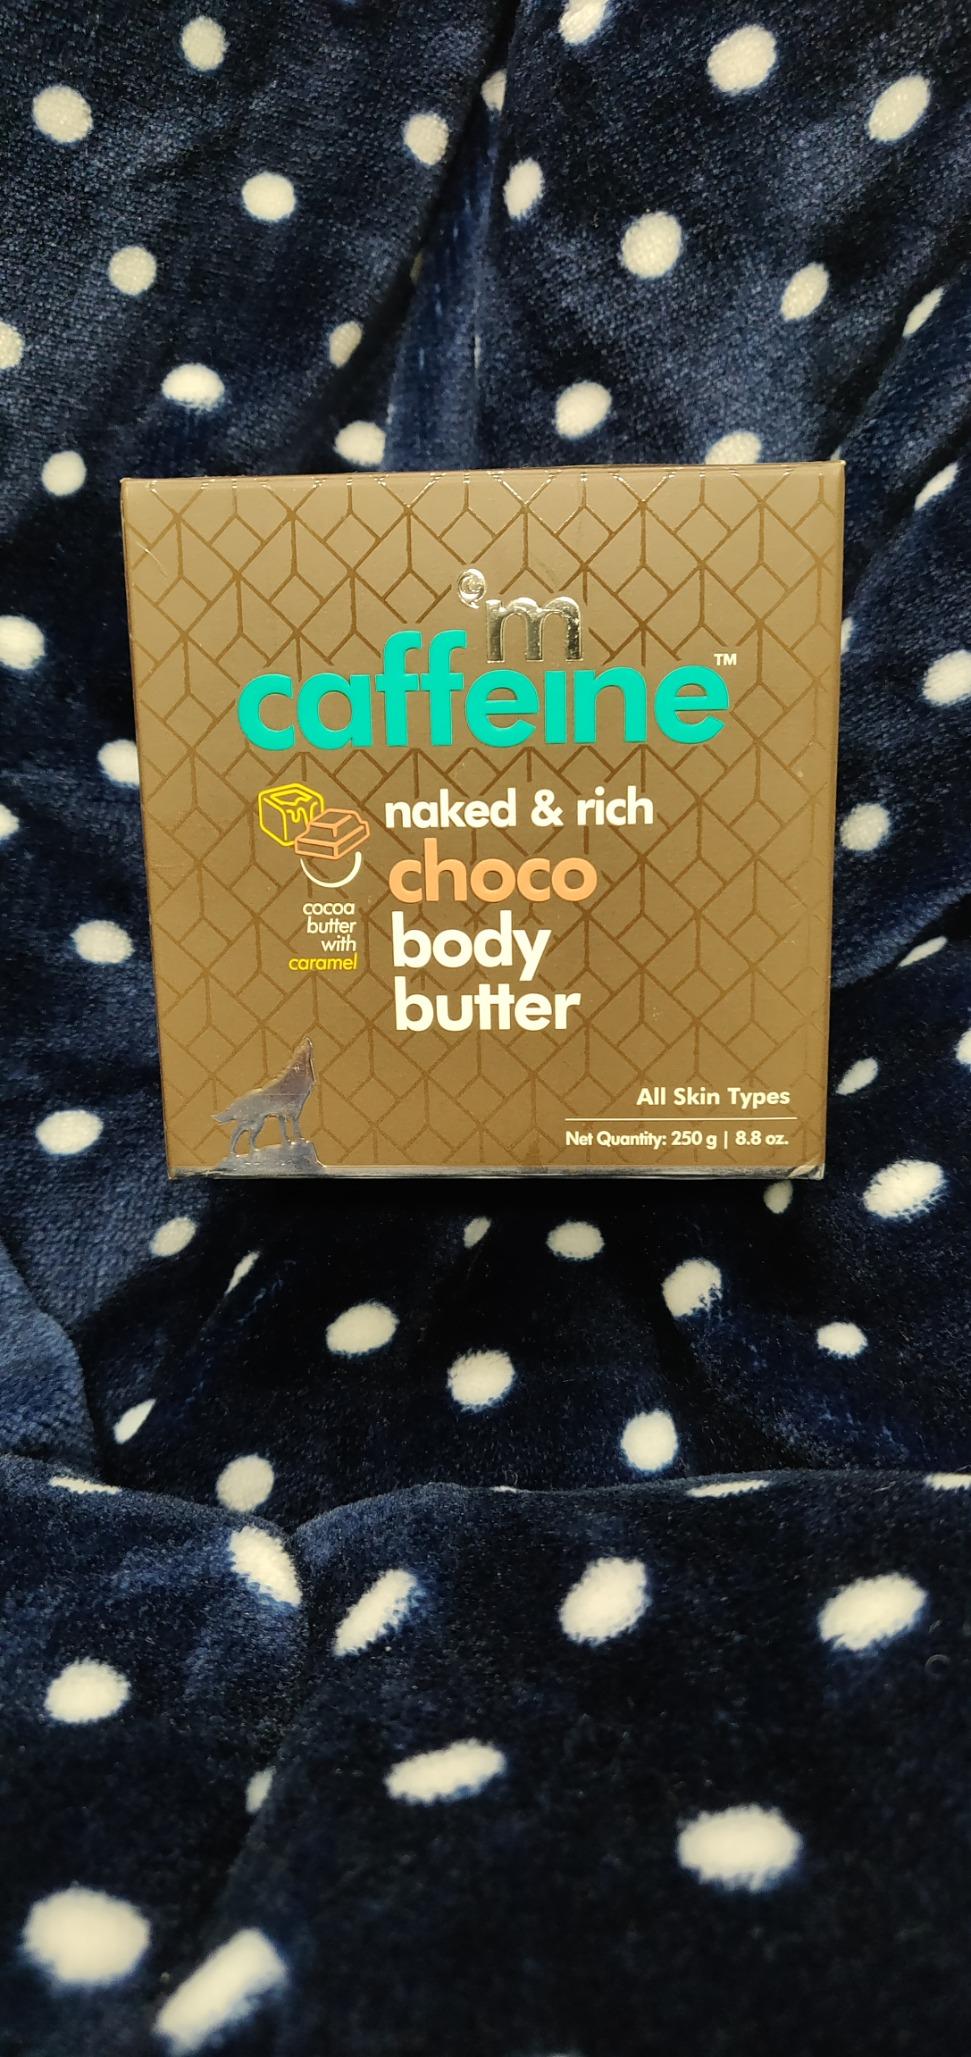 'm
caffeine™
naked & rich
choco
body
butter
cocoa
butter
with
caramel
All Skin Types
Net Quantity: 250 g | 8.8 oz.